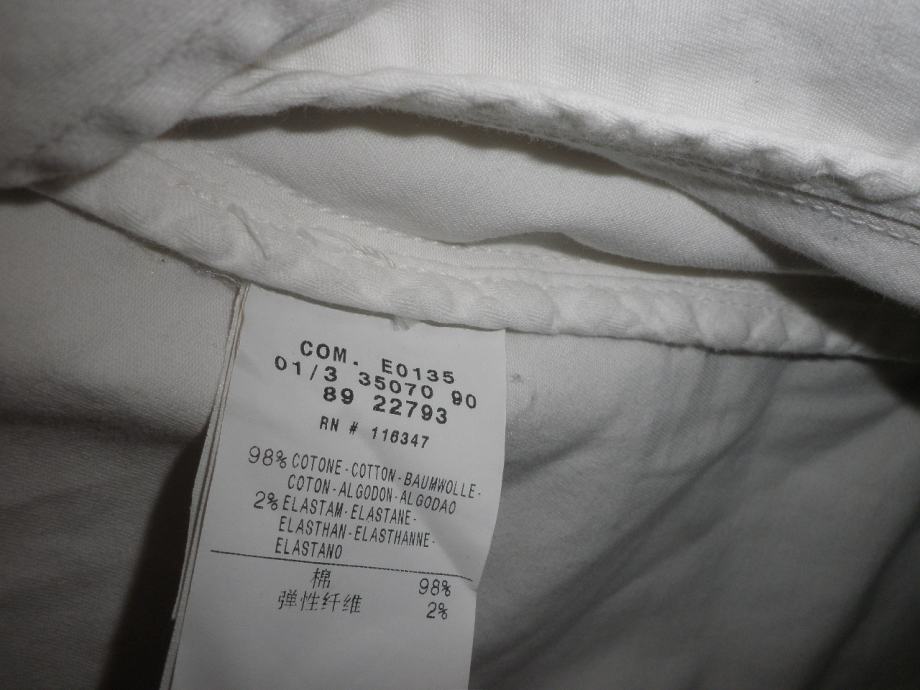 COM. E0135
01/3 35070 90
89 22793
RN # 116347
98% COTONE-COTTON-BAUMWOLLE-
COTON-ALGODON-ALGODAO
2% ELASTAM-ELASTANE-
ELASTHAN-ELASTHANNE-
ELASTANO
棉 98%
弹性纤维 2%